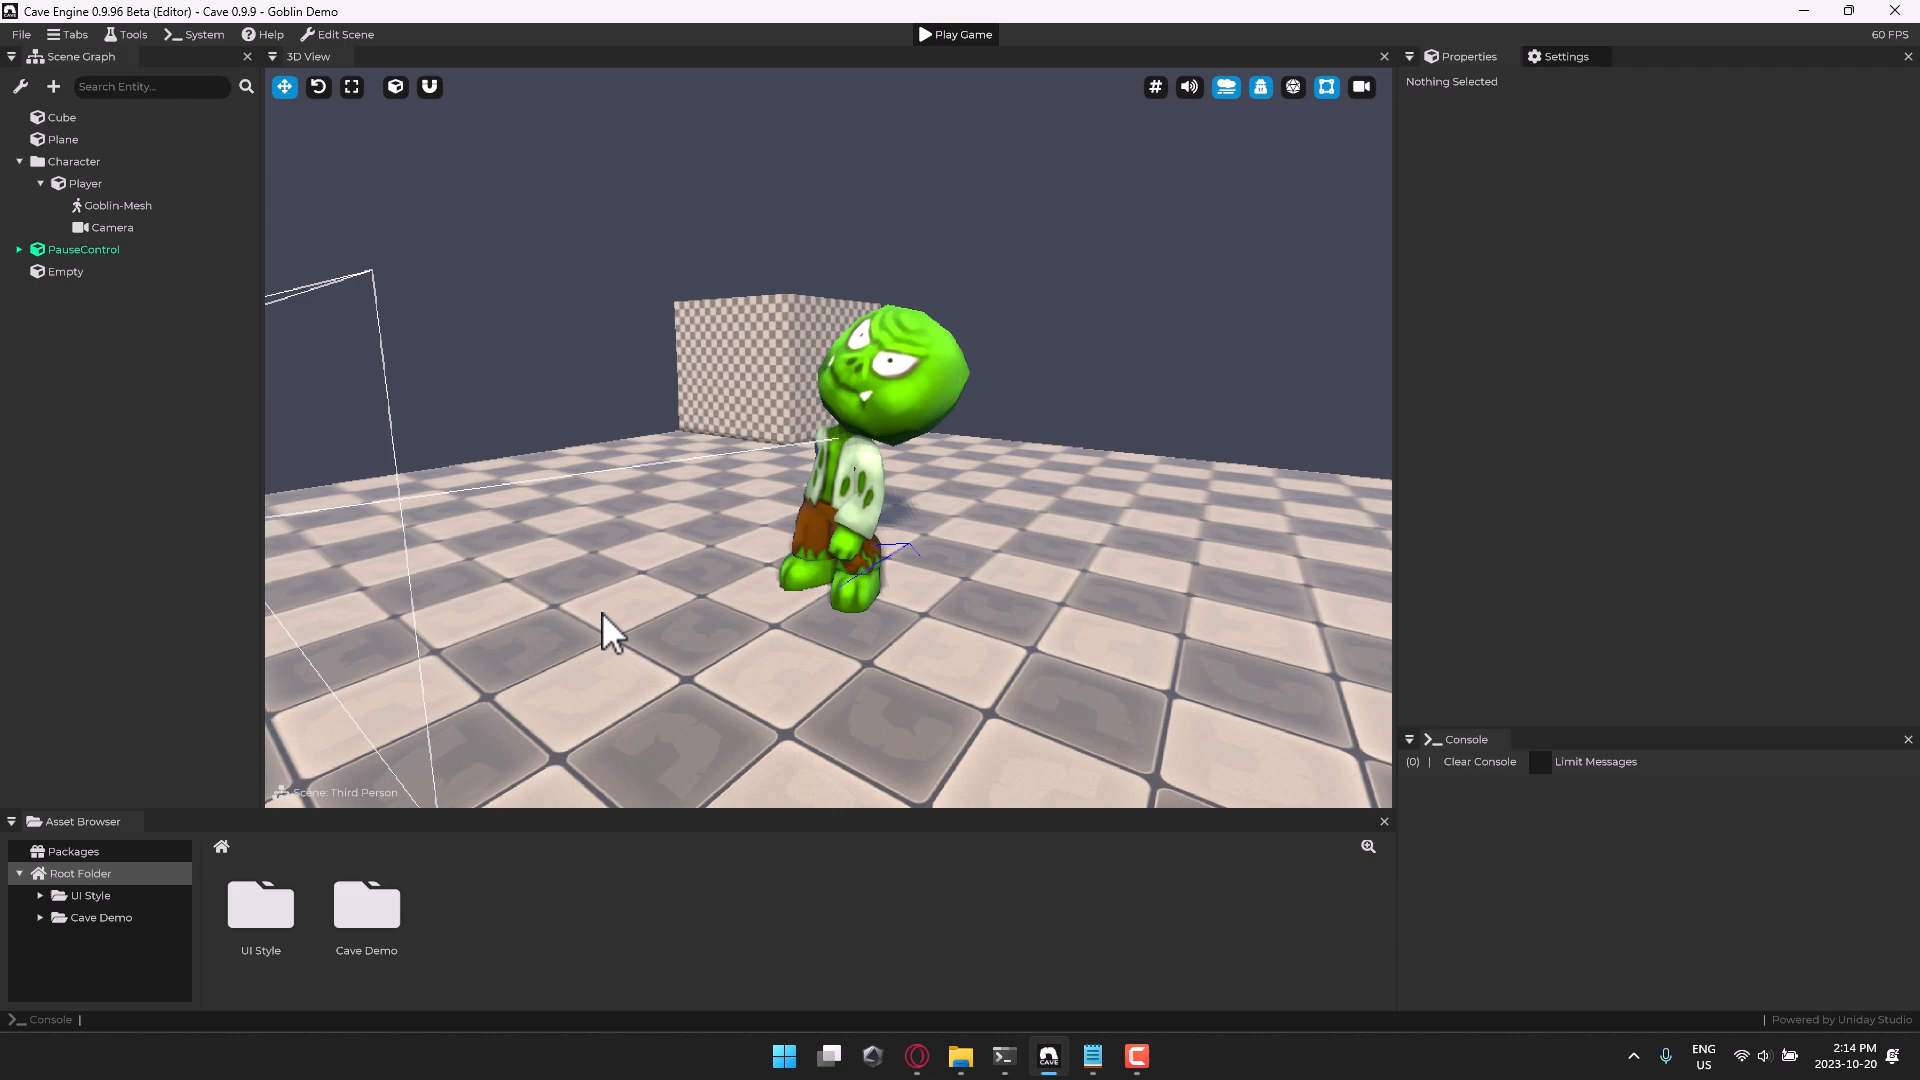 Cave Engine 0.9.96 Beta (Editor) - Cave 0.9.9 - Goblin Demo
File Tabs Tools System Help Edit Scene Play Game 60 FPS
Scene Graph 3D View Properties Settings
Search Entity...
Nothing Selected
Cube
Plane
Character
Player
Goblin-Mesh
Camera
PauseControl
Empty
Scene: Third Person
Console
(0) | Clear Console Limit Messages
Asset Browser
Packages
Root Folder
UI Style
Cave Demo
UI Style Cave Demo
Console |
| Powered by Uniday Studio
CAVE
ENG
US
2:14 PM
2023-10-20